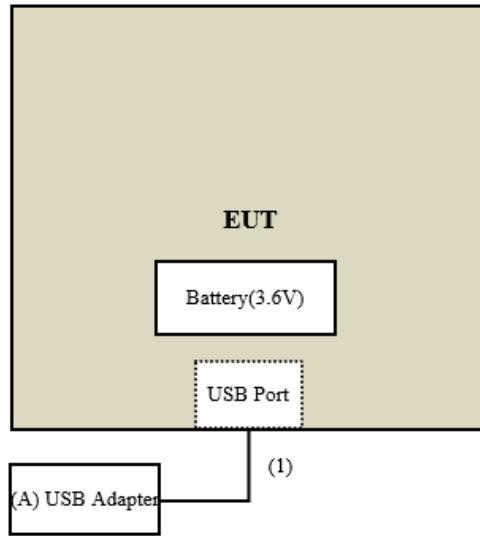 EUT
Battery(3.6V)
USB Port
(1)
(A) USB Adapter